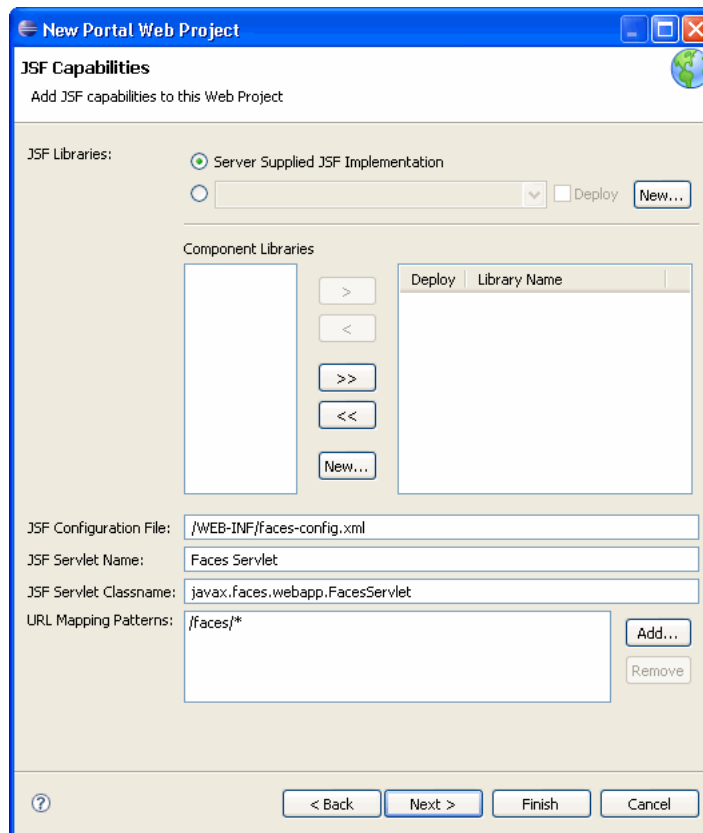 New Portal Web Project
JSF Capabilities
Add JSF capabilities to this Web Project
JSF Libraries:
Server Supplied JSF Implementation
Deploy
New...
Component Libraries
>
<
>>
<<
New...
Deploy Library Name
JSF Configuration File: /WEB-INF/faces-config.xml
JSF Servlet Name: Faces Servlet
JSF Servlet Classname: javax.faces.webapp.FacesServlet
URL Mapping Patterns: /faces/*
Add...
Remove
? < Back Next > Finish Cancel